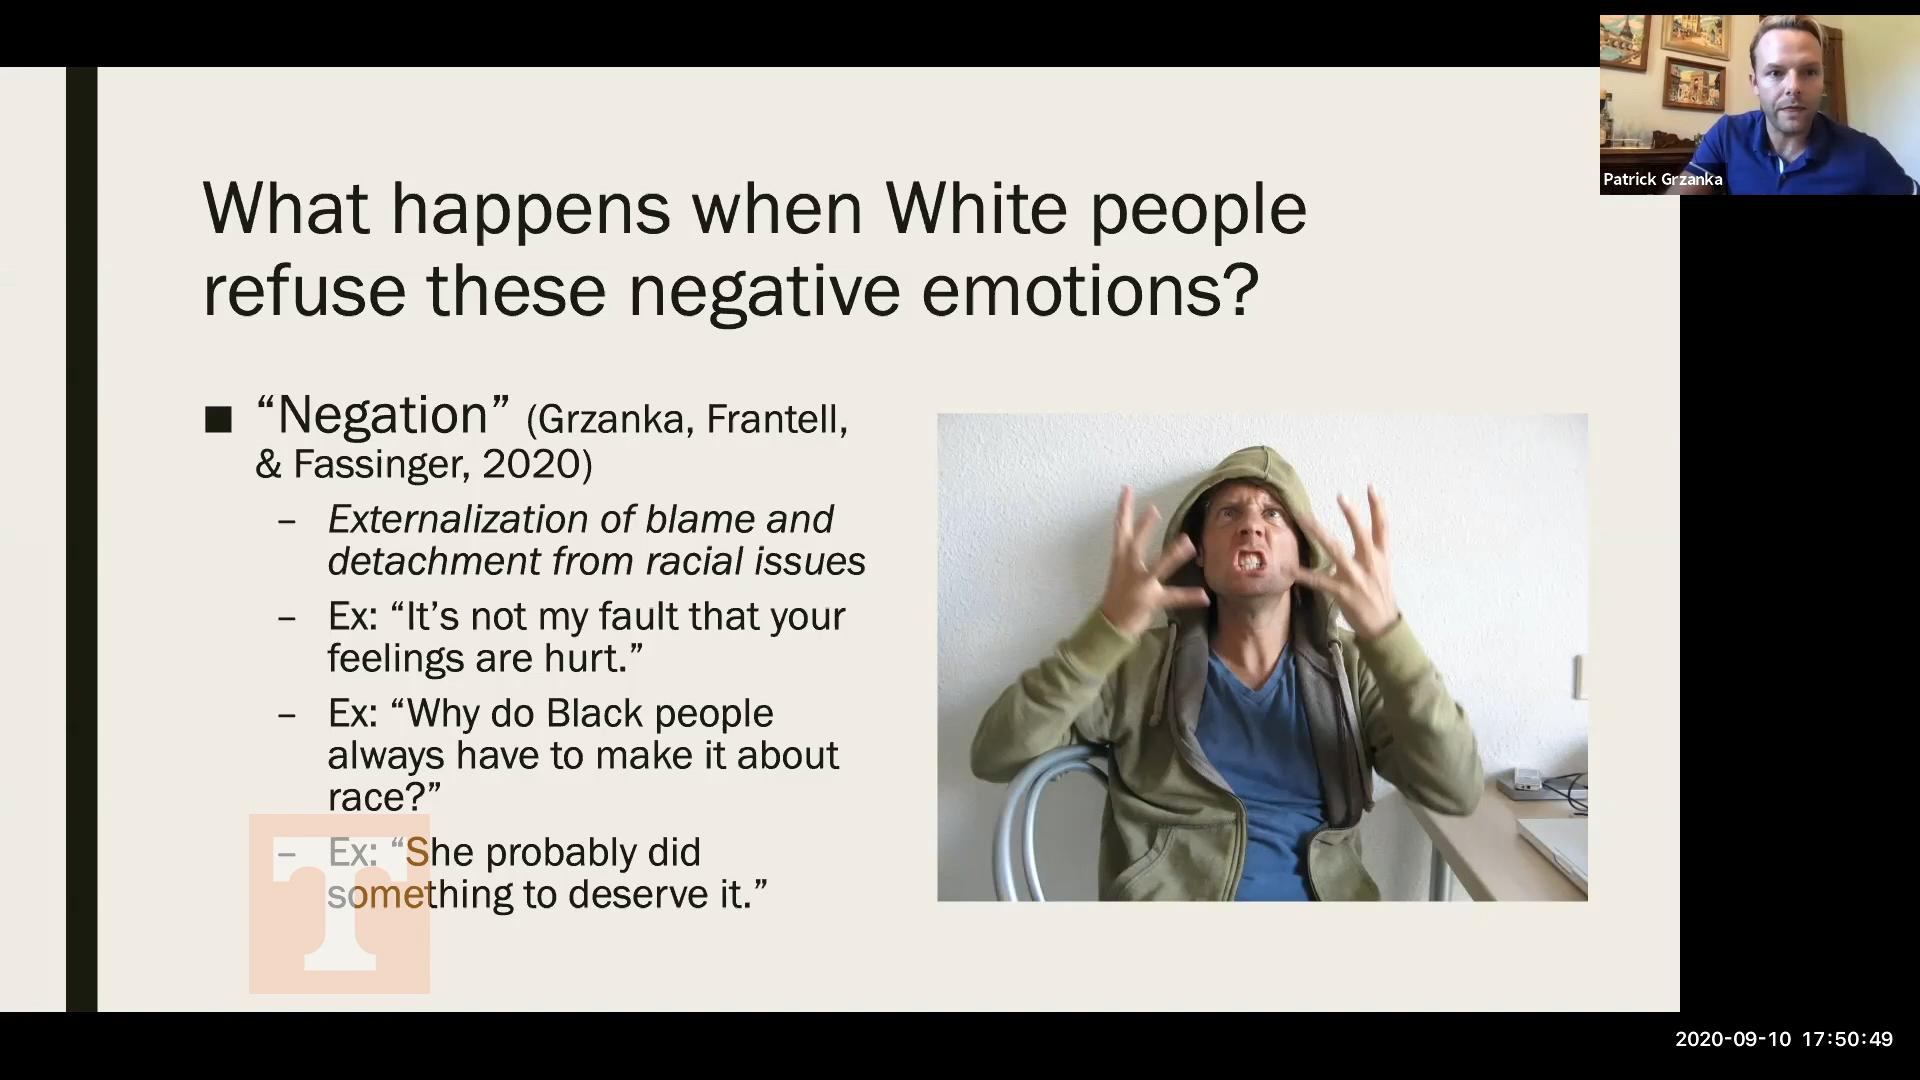 What happens when White people
refuse these negative emotions?
■ “Negation” (Grzanka, Frantell,
& Fassinger, 2020)
– Externalization of blame and
detachment from racial issues
– Ex: “It’s not my fault that your
feelings are hurt.”
– Ex: “Why do Black people
always have to make it about
race?”
– Ex: “She probably did
something to deserve it.”
T
Patrick Grzanka
2020-09-10 17:50:49